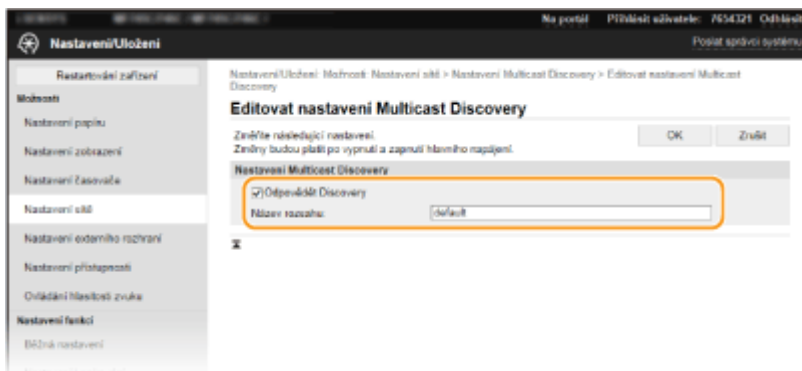 Na portál Přihlásit uživatele: 7654321 Odhlásit
Nastavení/Uložení
Poslat správci systému
Restartování zařízení
Možnosti
Nastavení papíru
Nastavení zobrazení
Nastavení časovače
Nastavení sítě
Nastavení externího rozhraní
Nastavení přístupnosti
Ovládání hlasitosti zvuku
Nastavení funkcí
Běžná nastavení
Nastavení/Uložení: Možnosti: Nastavení sítě > Nastavení Multicast Discovery > Editovat nastavení Multicast
Discovery
Editovat nastavení Multicast Discovery
Změňte následující nastavení.
Změny budou platit po vypnutí a zapnutí hlavního napájení.
OK Zrušit
Nastavení Multicast Discovery
Odpovědět Discovery
Název rozsahu: default